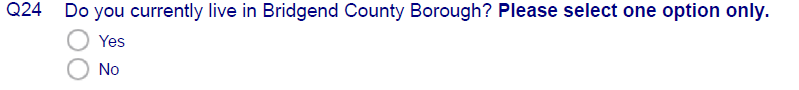 Q24 Do you currently live in Bridgend County Borough? Please select one option only.
Yes
No